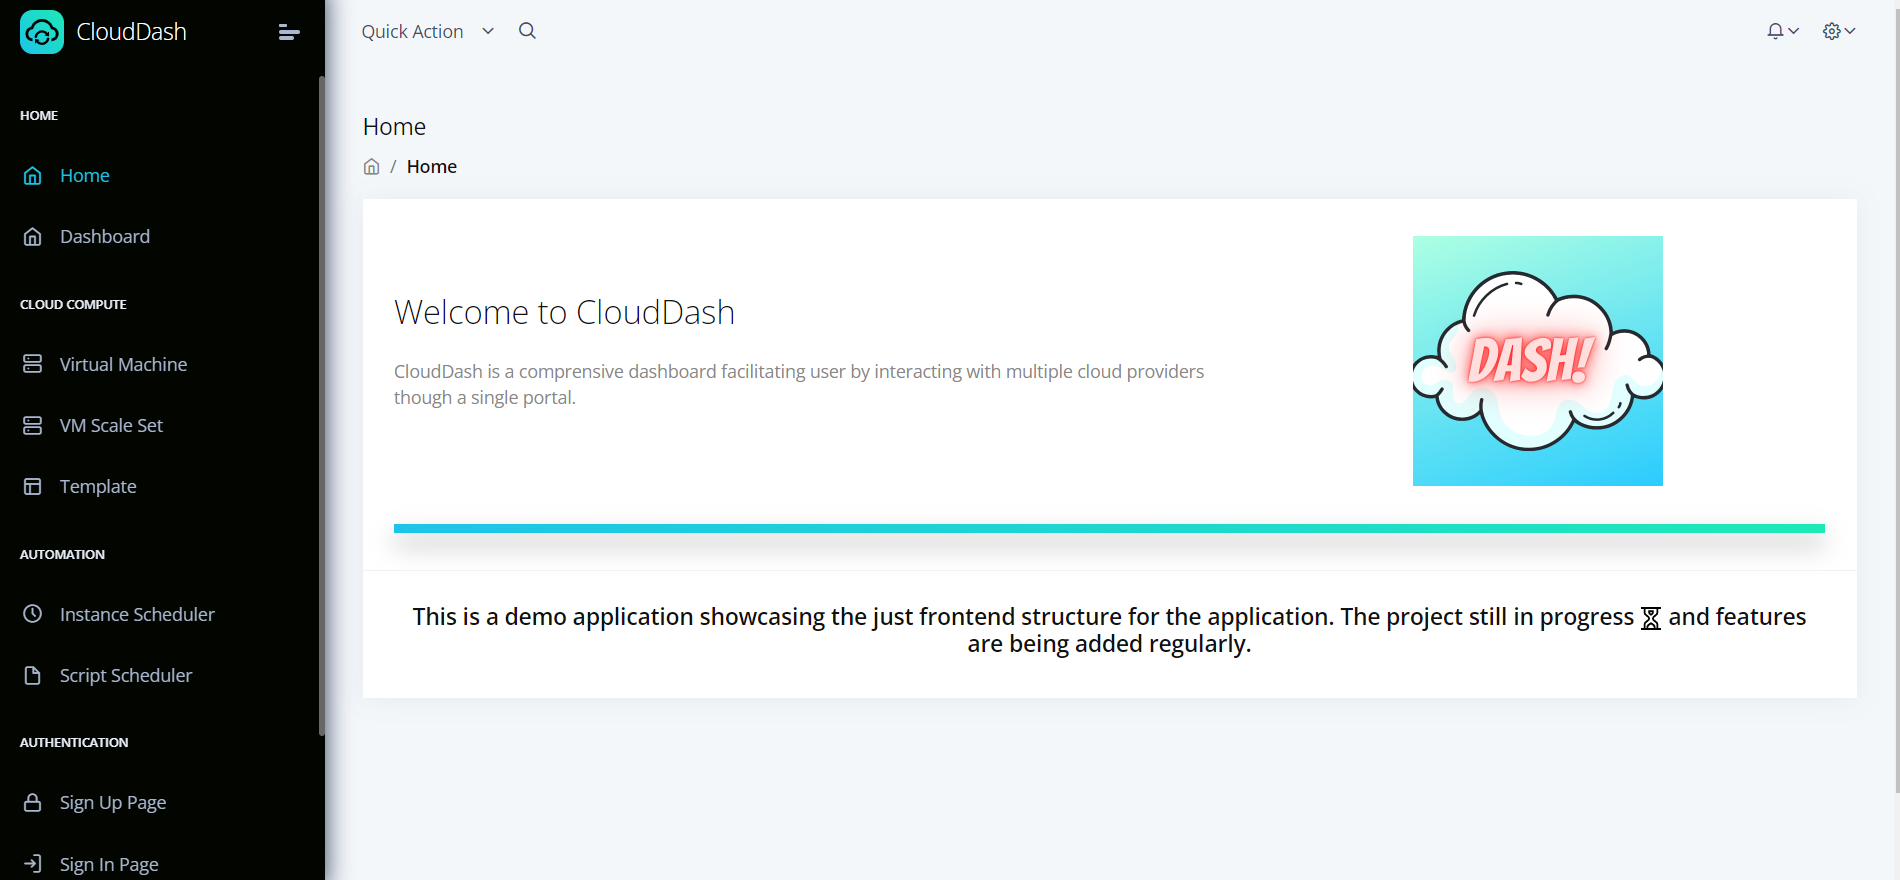 CloudDash
HOME
Home
Dashboard
CLOUD COMPUTE
Virtual Machine
VM Scale Set
Template
AUTOMATION
Instance Scheduler
Script Scheduler
AUTHENTICATION
Sign Up Page
Sign In Page
Quick Action
Home
/ Home
Welcome to CloudDash
CloudDash is a comprensive dashboard facilitating user by interacting with multiple cloud providers
though a single portal.
DASH!
This is a demo application showcasing the just frontend structure for the application. The project still in progress ⏳ and features
are being added regularly.